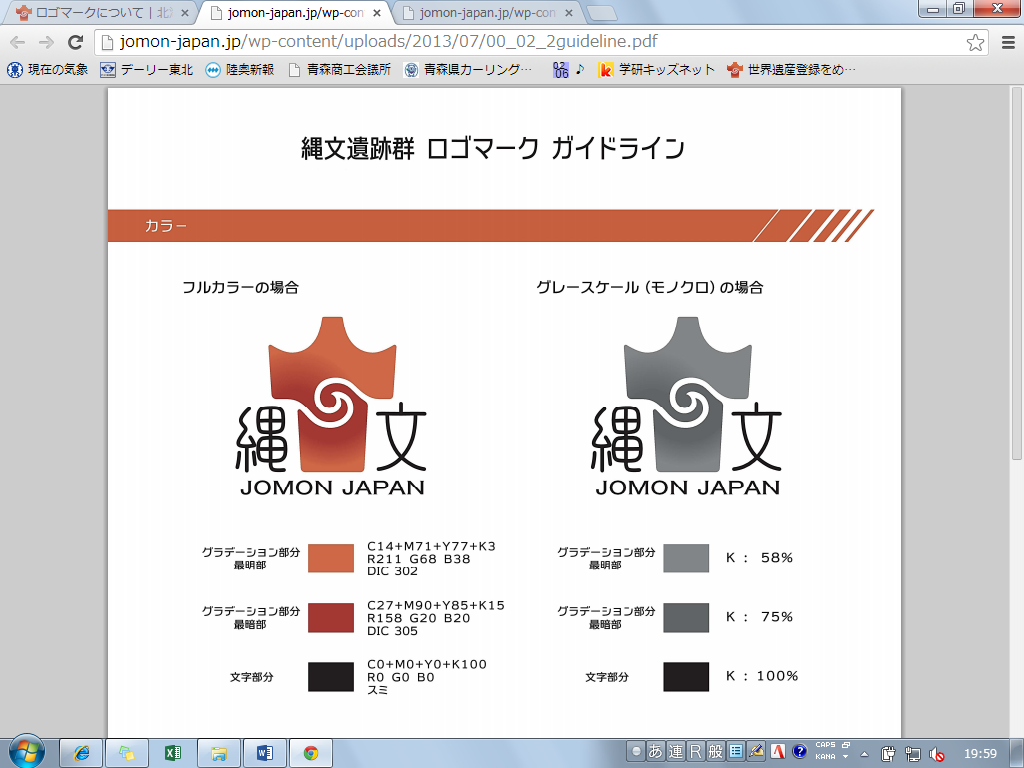 ロゴマークについて｜北
jomon-japan.jp/wp-con
jomon-japan.jp/wp-con
jomon-japan.jp/wp-content/uploads/2013/07/00_02_2guideline.pdf
現在の気象 デーリー東北 陸奥新報 青森商工会議所 青森県カーリング… ♪ 学研キッズネット 世界遺産登録をめ…
縄文遺跡群 ロゴマーク ガイドライン
カラー
フルカラーの場合
縄文
JOMON JAPAN
グラデーション部分
最明部
C14+M71+Y77+K3
R211 G68 B38
DIC 302
グラデーション部分
最暗部
C27+M90+Y85+K15
R158 G20 B20
DIC 305
文字部分
C0+M0+Y0+K100
R0 G0 B0
スミ
グレースケール（モノクロ）の場合
縄文
JOMON JAPAN
グラデーション部分
最明部
K： 58%
グラデーション部分
最暗部
K： 75%
文字部分
K：100%
あ 連 R 般 CAPS
KANA
19:59